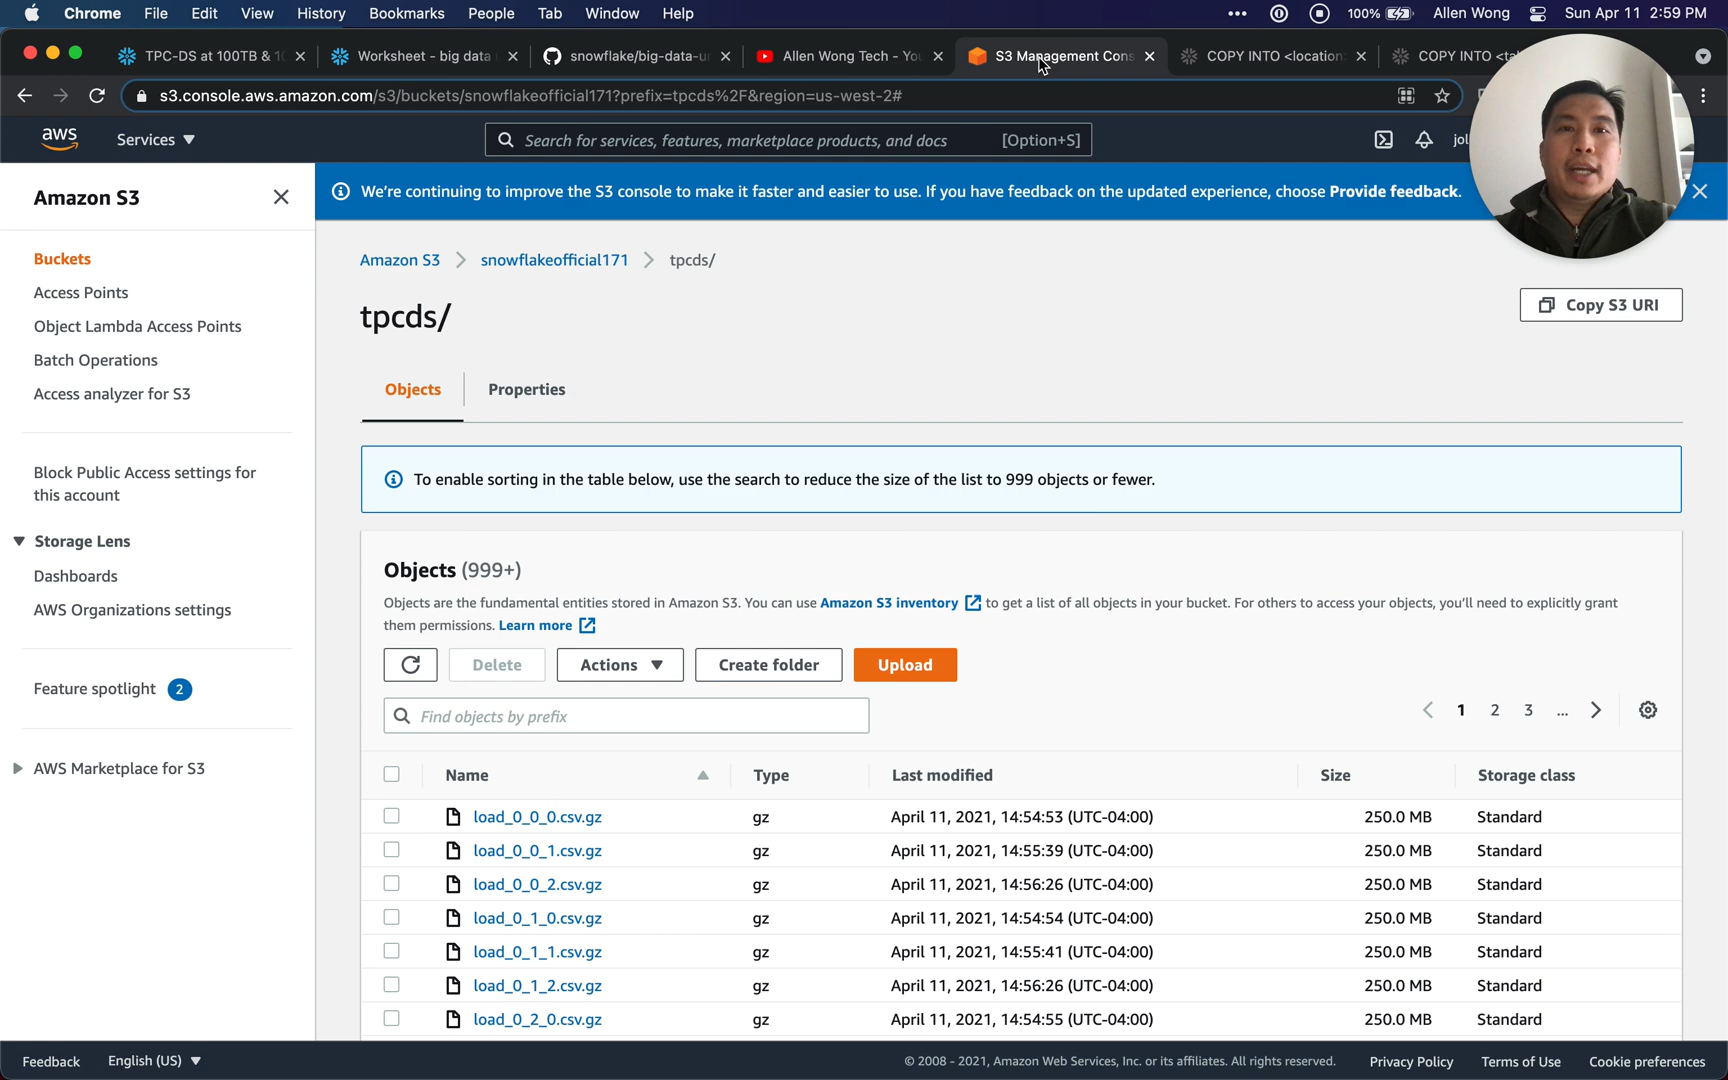 Chrome File Edit View History Bookmarks People Tab Window Help ••• 100% Allen Wong Sun Apr 11 2:59 PM
TPC-DS at 100TB & Worksheet - big data snowflake/big-data- Allen Wong Tech - S3 Management Cons COPY INTO <location COPY INTO
s3.console.aws.amazon.com/s3/buckets/snowflakeofficial171?prefix=tpcds%2F&region=us-west-2#
aws Services Search for services, features, marketplace products, and docs [Option+S]
Amazon S3
We're continuing to improve the S3 console to make it faster and easier to use. If you have feedback on the updated experience, choose Provide feedback.
Buckets
Access Points
Object Lambda Access Points
Batch Operations
Access analyzer for S3
Block Public Access settings for
this account
Storage Lens
Dashboards
AWS Organizations settings
Feature spotlight 2
AWS Marketplace for S3
Amazon S3 > snowflakeofficial171 > tpcds/
tpcds/
Copy S3 URI
Objects Properties
To enable sorting in the table below, use the search to reduce the size of the list to 999 objects or fewer.
Objects (999+)
Objects are the fundamental entities stored in Amazon S3. You can use Amazon S3 inventory to get a list of all objects in your bucket. For others to access your objects, you'll need to explicitly grant
them permissions. Learn more
Delete Actions Create folder Upload
Find objects by prefix
1 2 3 ...
Name Type Last modified Size Storage class
load_0_0_0.csv.gz gz April 11, 2021, 14:54:53 (UTC-04:00) 250.0 MB Standard
load_0_0_1.csv.gz gz April 11, 2021, 14:55:39 (UTC-04:00) 250.0 MB Standard
load_0_0_2.csv.gz gz April 11, 2021, 14:56:26 (UTC-04:00) 250.0 MB Standard
load_0_1_0.csv.gz gz April 11, 2021, 14:54:54 (UTC-04:00) 250.0 MB Standard
load_0_1_1.csv.gz gz April 11, 2021, 14:55:41 (UTC-04:00) 250.0 MB Standard
load_0_1_2.csv.gz gz April 11, 2021, 14:56:26 (UTC-04:00) 250.0 MB Standard
load_0_2_0.csv.gz gz April 11, 2021, 14:54:55 (UTC-04:00) 250.0 MB Standard
Feedback English (US) © 2008 - 2021, Amazon Web Services, Inc. or its affiliates. All rights reserved. Privacy Policy Terms of Use Cookie preferences